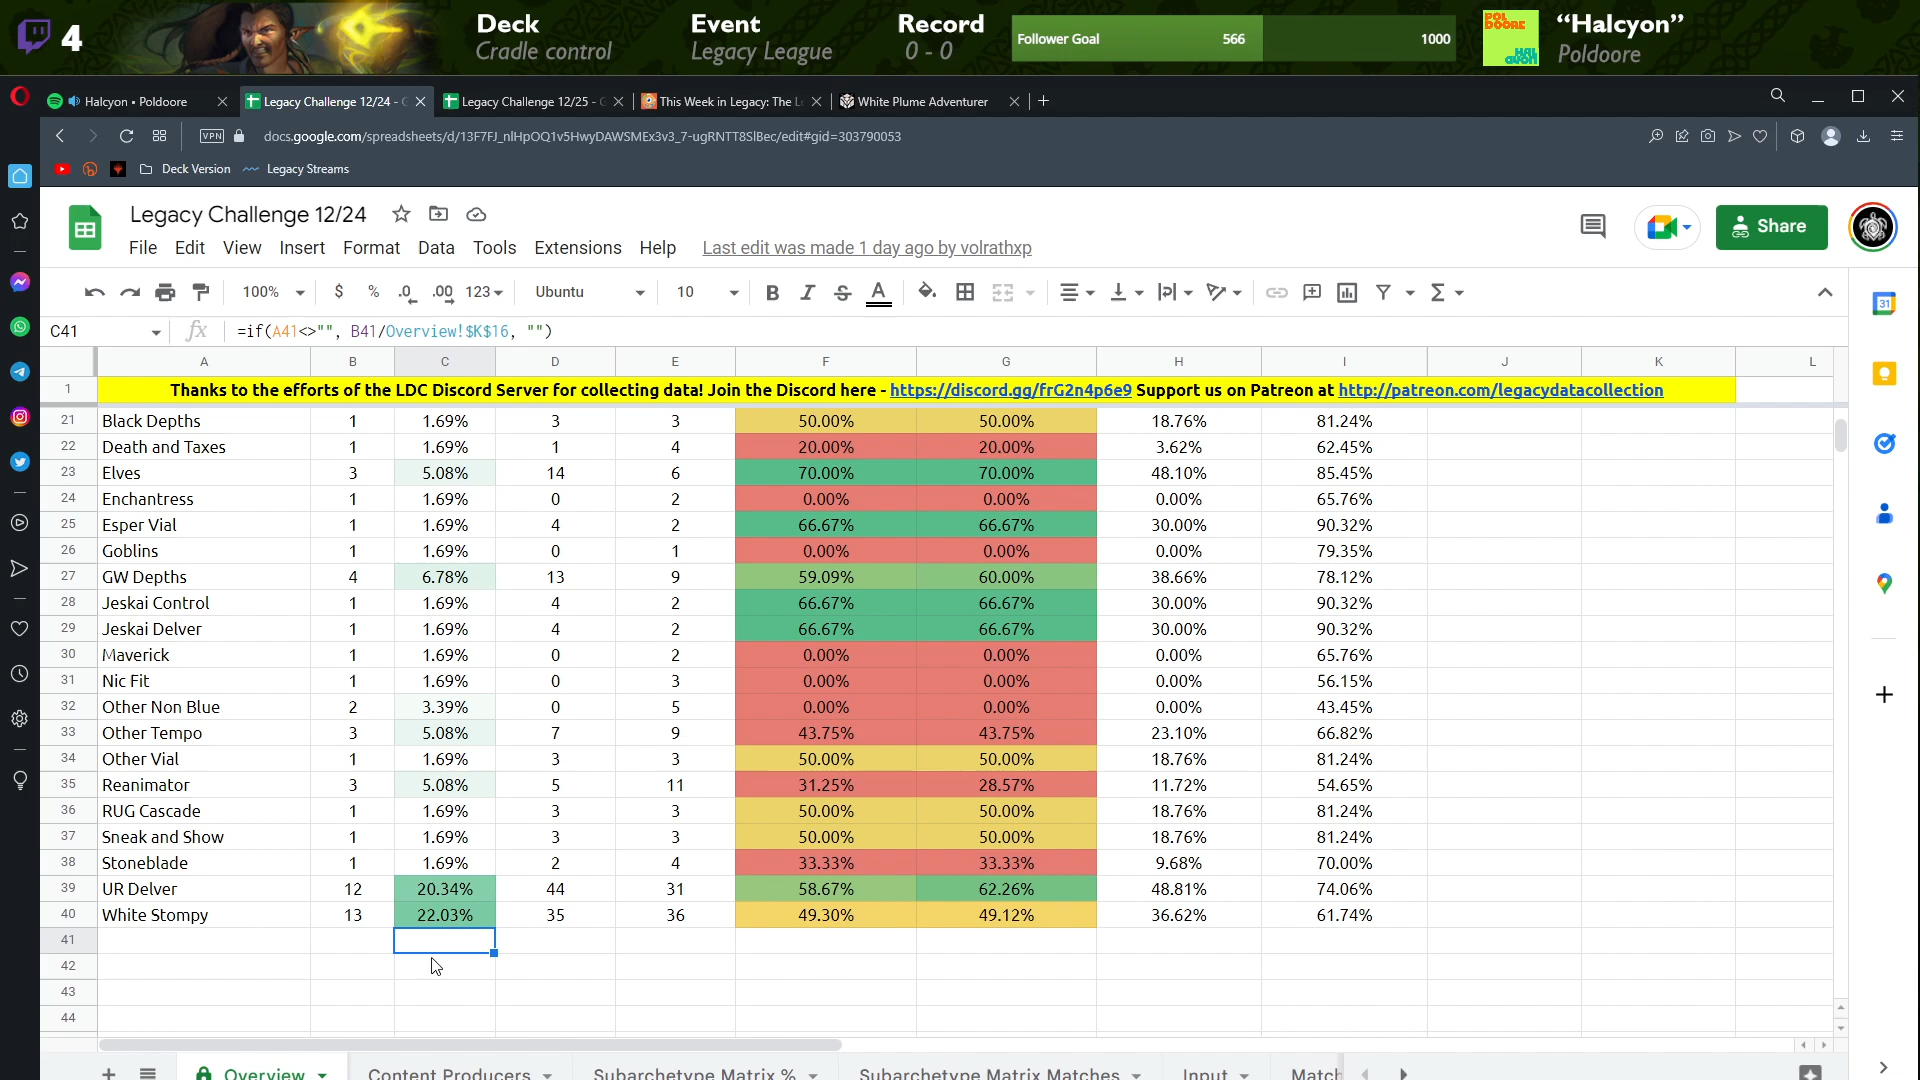 4
Deck
Cradle control
Event
Legacy League
Record
0 - 0
Follower Goal 566 1000
POL DOORE HAL CYON
“Halcyon”
Poldoore
Halcyon • Poldoore
Legacy Challenge 12/24 - G
Legacy Challenge 12/25 - G
This Week in Legacy: The L
White Plume Adventurer
VPN
docs.google.com/spreadsheets/d/13F7FJ_nlHpOQ1v5HwyDAWSMEx3v3_7-ugRNTT8SlBec/edit#gid=303790053
Deck Version
Legacy Streams
Legacy Challenge 12/24
File Edit View Insert Format Data Tools Extensions Help Last edit was made 1 day ago by volrathxp
Share
100% $ % .0 .00 123 Ubuntu 10 B I S A Σ
31
C41 fx =if(A41<>"", B41/Overview!$K$16, "")
A B C D E F G H I J K L
1 Thanks to the efforts of the LDC Discord Server for collecting data! Join the Discord here - https://discord.gg/frG2n4p6e9 Support us on Patreon at http://patreon.com/legacydatacollection
21 Black Depths 1 1.69% 3 3 50.00% 50.00% 18.76% 81.24%
22 Death and Taxes 1 1.69% 1 4 20.00% 20.00% 3.62% 62.45%
23 Elves 3 5.08% 14 6 70.00% 70.00% 48.10% 85.45%
24 Enchantress 1 1.69% 0 2 0.00% 0.00% 0.00% 65.76%
25 Esper Vial 1 1.69% 4 2 66.67% 66.67% 30.00% 90.32%
26 Goblins 1 1.69% 0 1 0.00% 0.00% 0.00% 79.35%
27 GW Depths 4 6.78% 13 9 59.09% 60.00% 38.66% 78.12%
28 Jeskai Control 1 1.69% 4 2 66.67% 66.67% 30.00% 90.32%
29 Jeskai Delver 1 1.69% 4 2 66.67% 66.67% 30.00% 90.32%
30 Maverick 1 1.69% 0 2 0.00% 0.00% 0.00% 65.76%
31 Nic Fit 1 1.69% 0 3 0.00% 0.00% 0.00% 56.15%
32 Other Non Blue 2 3.39% 0 5 0.00% 0.00% 0.00% 43.45%
33 Other Tempo 3 5.08% 7 9 43.75% 43.75% 23.10% 66.82%
34 Other Vial 1 1.69% 3 3 50.00% 50.00% 18.76% 81.24%
35 Reanimator 3 5.08% 5 11 31.25% 28.57% 11.72% 54.65%
36 RUG Cascade 1 1.69% 3 3 50.00% 50.00% 18.76% 81.24%
37 Sneak and Show 1 1.69% 3 3 50.00% 50.00% 18.76% 81.24%
38 Stoneblade 1 1.69% 2 4 33.33% 33.33% 9.68% 70.00%
39 UR Delver 12 20.34% 44 31 58.67% 62.26% 48.81% 74.06%
40 White Stompy 13 22.03% 35 36 49.30% 49.12% 36.62% 61.74%
41
42
43
44
Overview Content Producers Subarchetype Matrix % Subarchetype Matrix Matches Input Match